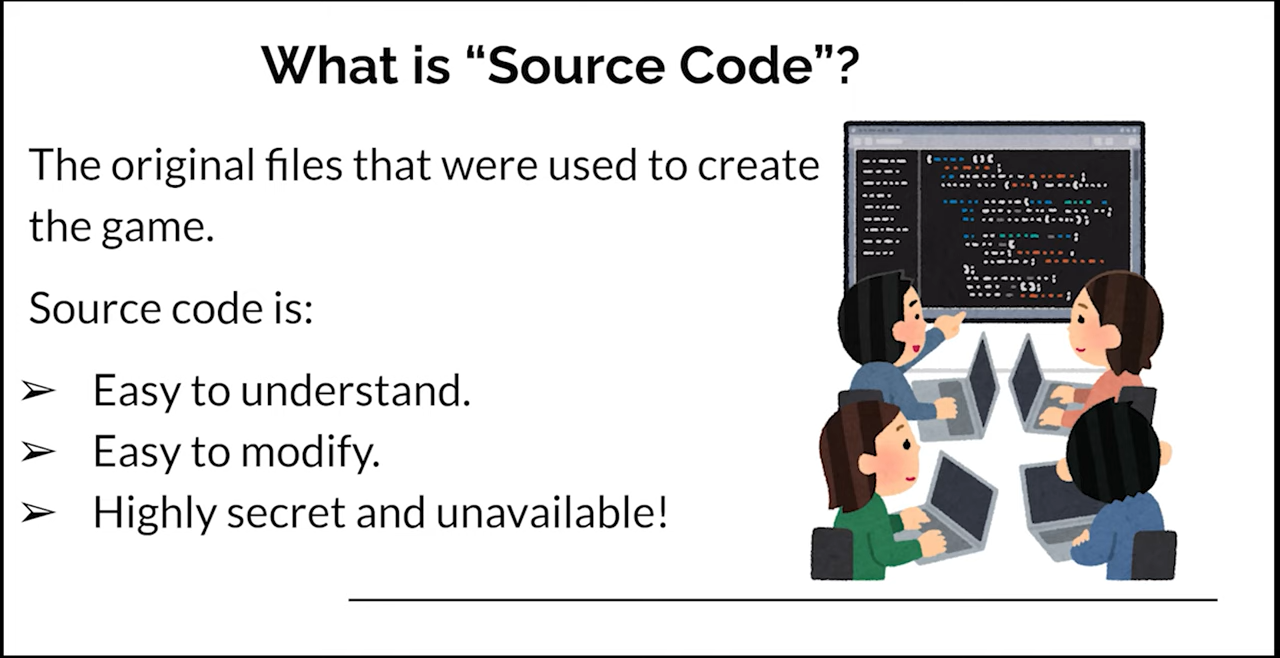 What is “Source Code”?
The original files that were used to create
the game.
Source code is:
➢ Easy to understand.
➢ Easy to modify.
➢ Highly secret and unavailable!